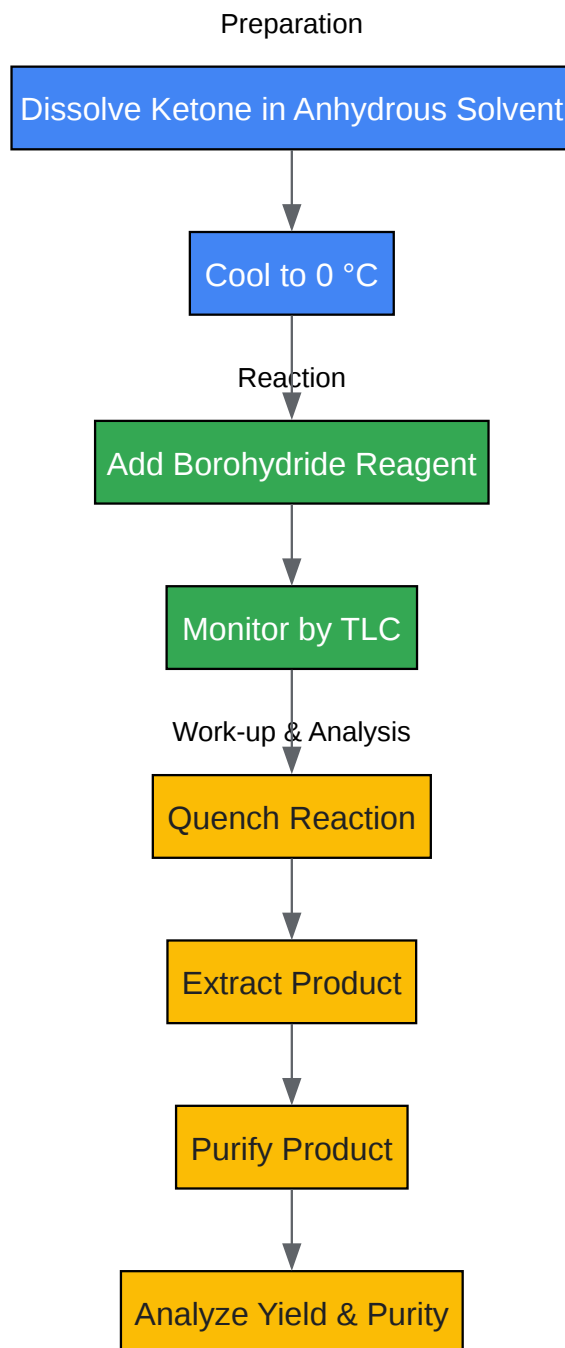 Preparation
Dissolve Ketone in Anhydrous Solvent
Cool to 0 °C
Reaction
Add Borohydride Reagent
Monitor by TLC
Work-up & Analysis
Quench Reaction
Extract Product
Purify Product
Analyze Yield & Purity